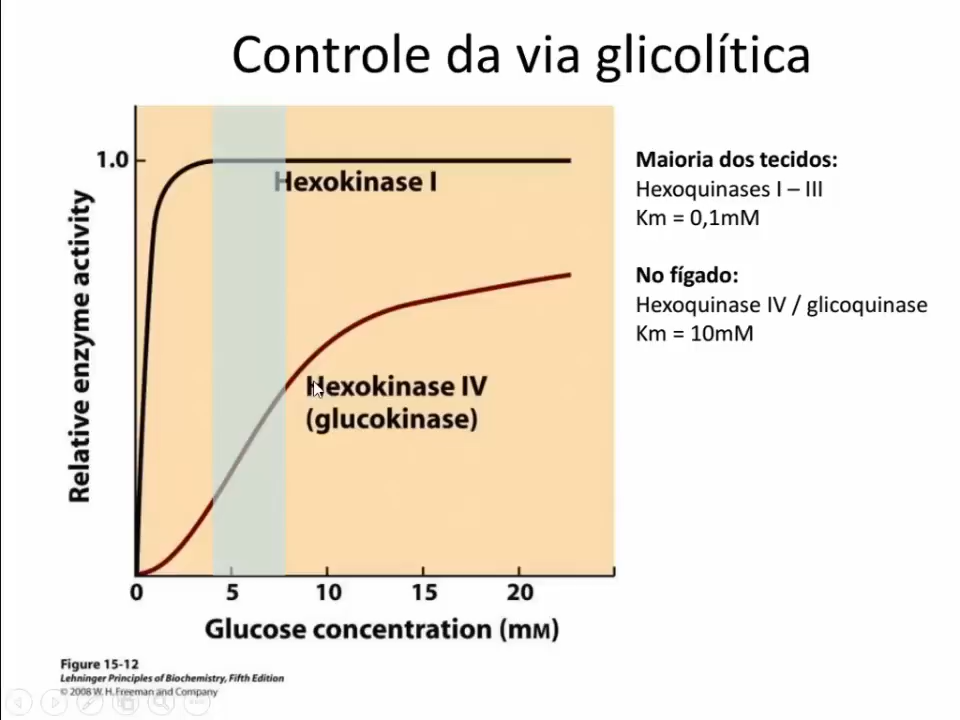 Controle da via glicolítica
1.0
Hexokinase I
Relative enzyme activity
Hexokinase IV
(glucokinase)
0
5
10
15
20
Glucose concentration (mM)
Maioria dos tecidos:
Hexoquinases I – III
Km = 0,1mM
No fígado:
Hexoquinase IV / glicoquinase
Km = 10mM
Figure 15-12
Lehninger Principles of Biochemistry, Fifth Edition
© 2008 W. H. Freeman and Company